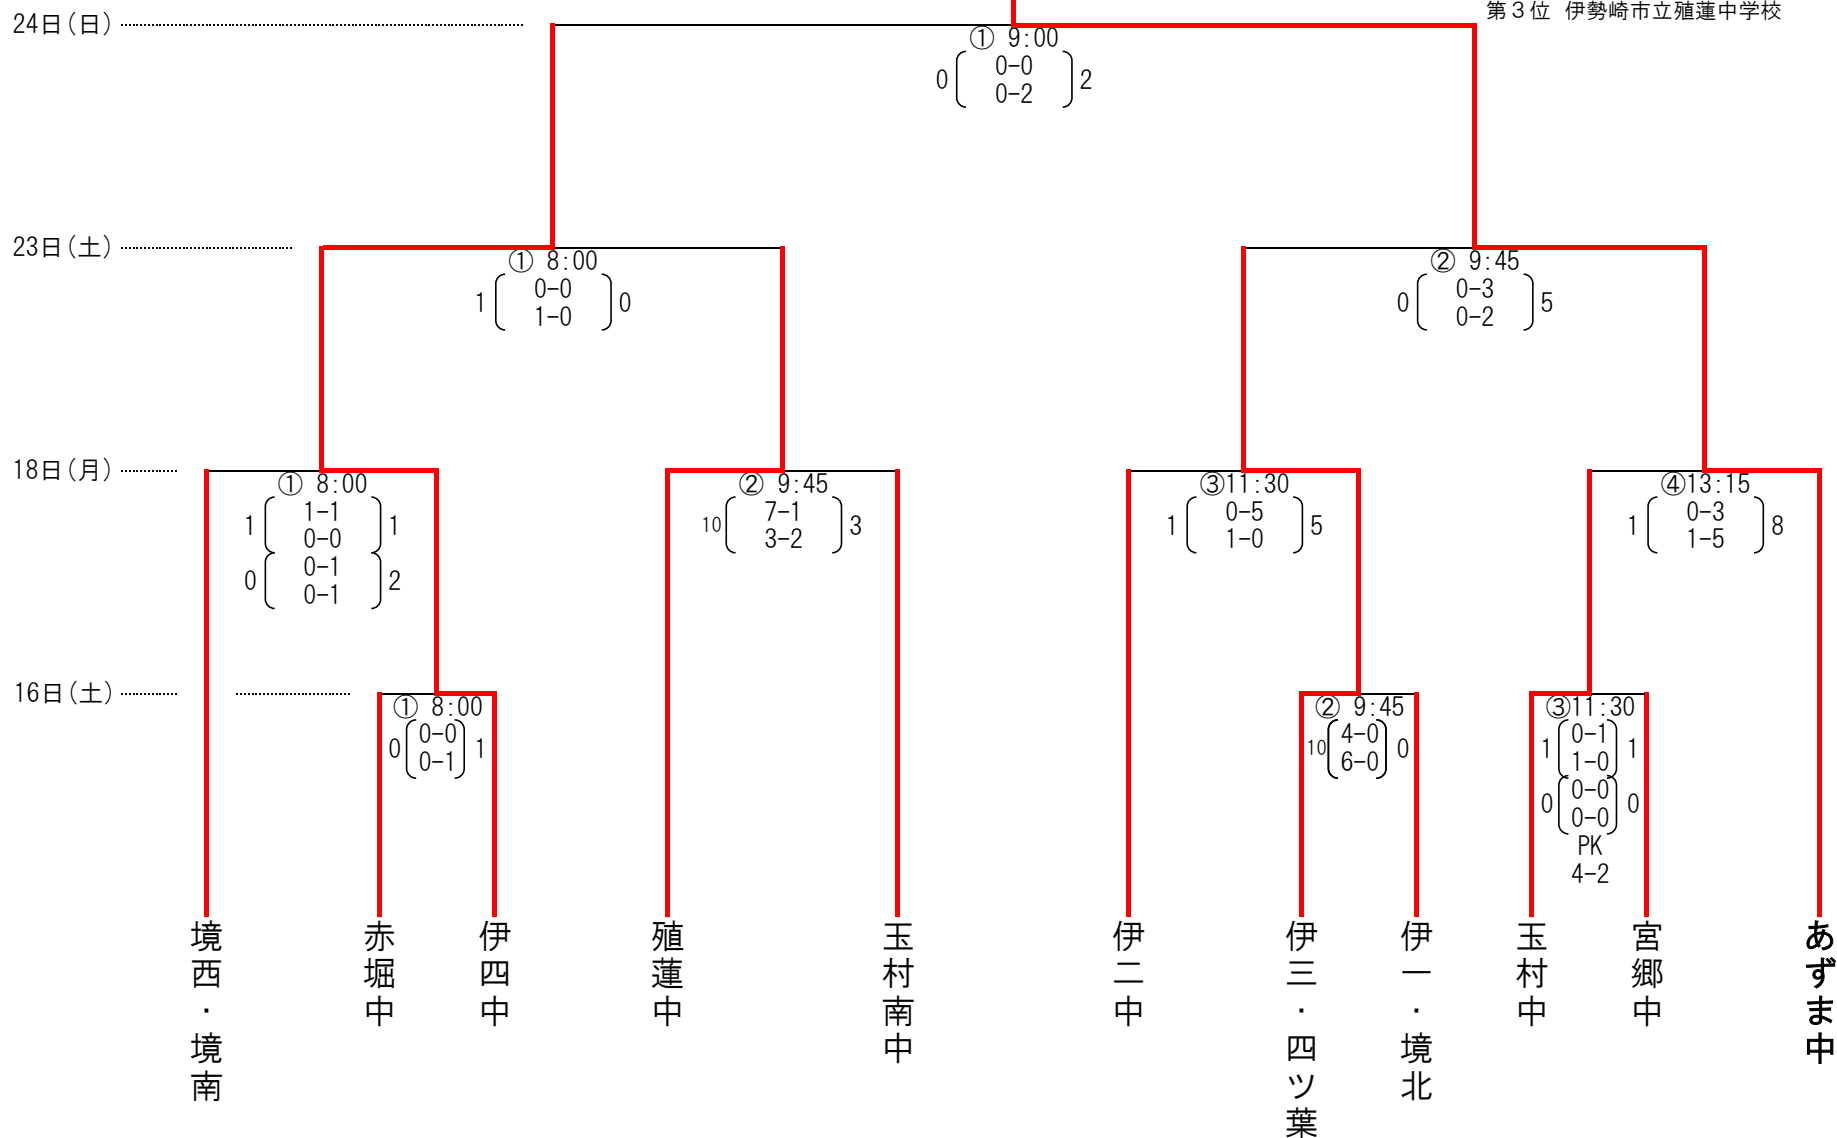 第３位 伊勢崎市立殖蓮中学校
24日(日)
① 9:00
0-0
0 2
0-2
23日(土)
① 8:00
0-0
1 0
1-0
② 9:45
0-3
0 5
0-2
18日(月)
① 8:00
1-1
1 1
0-0
0-1
0 2
0-1
② 9:45
7-1
10 3
3-2
③11:30
0-5
1 5
1-0
④13:15
0-3
1 8
1-5
16日(土)
① 8:00
0-0
0 1
0-1
② 9:45
4-0
10 0
6-0
③11:30
0-1
1 1
1-0
0-0
0 0
0-0
PK
4-2
境西・境南
赤堀中
伊四中
殖蓮中
玉村南中
伊二中
伊三・四ツ葉
伊一・境北
玉村中
宮郷中
あずま中